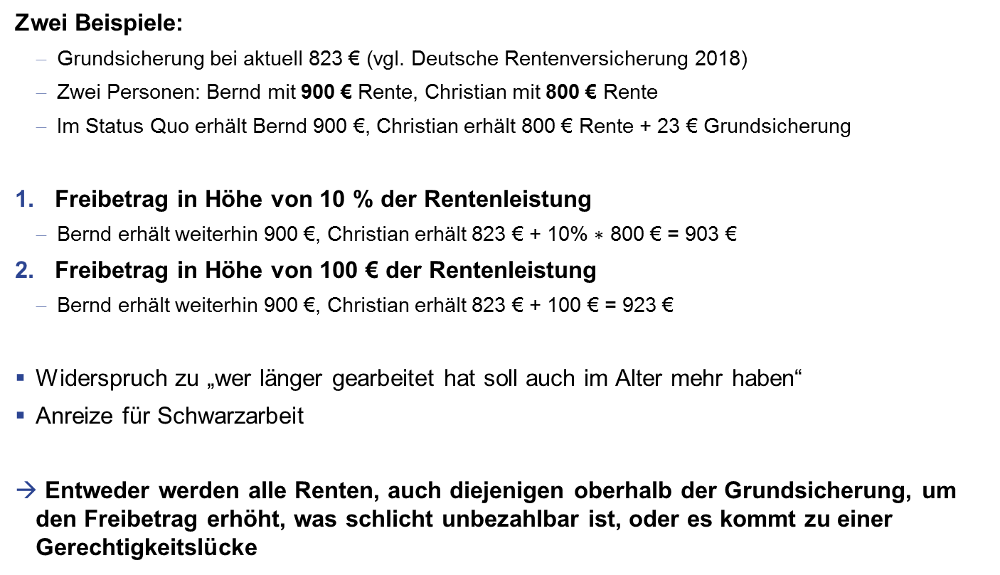 Zwei Beispiele:
– Grundsicherung bei aktuell 823 € (vgl. Deutsche Rentenversicherung 2018)
– Zwei Personen: Bernd mit 900 € Rente, Christian mit 800 € Rente
– Im Status Quo erhält Bernd 900 €, Christian erhält 800 € Rente + 23 € Grundsicherung
1. Freibetrag in Höhe von 10 % der Rentenleistung
– Bernd erhält weiterhin 900 €, Christian erhält 823 € + 10% ∗ 800 € = 903 €
2. Freibetrag in Höhe von 100 € der Rentenleistung
– Bernd erhält weiterhin 900 €, Christian erhält 823 € + 100 € = 923 €
▪ Widerspruch zu „wer länger gearbeitet hat soll auch im Alter mehr haben“
▪ Anreize für Schwarzarbeit
→ Entweder werden alle Renten, auch diejenigen oberhalb der Grundsicherung, um
den Freibetrag erhöht, was schlicht unbezahlbar ist, oder es kommt zu einer
Gerechtigkeitslücke